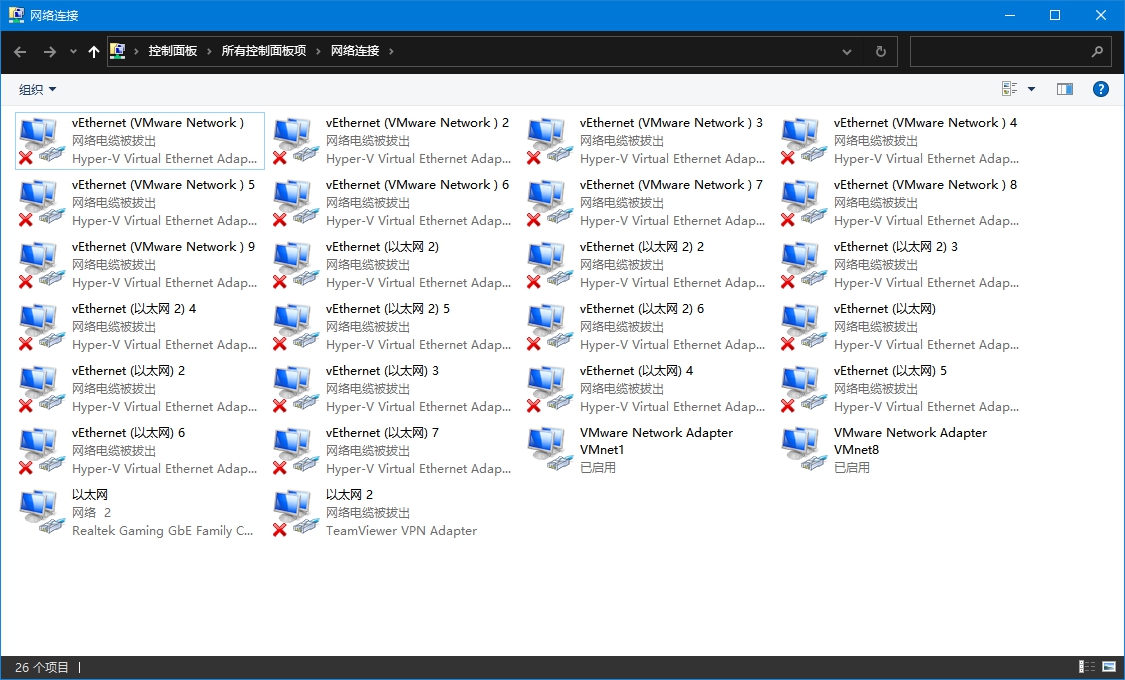 网络连接
控制面板 › 所有控制面板项 › 网络连接 ›
组织
vEthernet (VMware Network )
网络电缆被拔出
Hyper-V Virtual Ethernet Adap...
vEthernet (VMware Network ) 2
网络电缆被拔出
Hyper-V Virtual Ethernet Adap...
vEthernet (VMware Network ) 3
网络电缆被拔出
Hyper-V Virtual Ethernet Adap...
vEthernet (VMware Network ) 4
网络电缆被拔出
Hyper-V Virtual Ethernet Adap...
vEthernet (VMware Network ) 5
网络电缆被拔出
Hyper-V Virtual Ethernet Adap...
vEthernet (VMware Network ) 6
网络电缆被拔出
Hyper-V Virtual Ethernet Adap...
vEthernet (VMware Network ) 7
网络电缆被拔出
Hyper-V Virtual Ethernet Adap...
vEthernet (VMware Network ) 8
网络电缆被拔出
Hyper-V Virtual Ethernet Adap...
vEthernet (VMware Network ) 9
网络电缆被拔出
Hyper-V Virtual Ethernet Adap...
vEthernet (以太网 2)
网络电缆被拔出
Hyper-V Virtual Ethernet Adap...
vEthernet (以太网 2) 2
网络电缆被拔出
Hyper-V Virtual Ethernet Adap...
vEthernet (以太网 2) 3
网络电缆被拔出
Hyper-V Virtual Ethernet Adap...
vEthernet (以太网 2) 4
网络电缆被拔出
Hyper-V Virtual Ethernet Adap...
vEthernet (以太网 2) 5
网络电缆被拔出
Hyper-V Virtual Ethernet Adap...
vEthernet (以太网 2) 6
网络电缆被拔出
Hyper-V Virtual Ethernet Adap...
vEthernet (以太网)
网络电缆被拔出
Hyper-V Virtual Ethernet Adap...
vEthernet (以太网) 2
网络电缆被拔出
Hyper-V Virtual Ethernet Adap...
vEthernet (以太网) 3
网络电缆被拔出
Hyper-V Virtual Ethernet Adap...
vEthernet (以太网) 4
网络电缆被拔出
Hyper-V Virtual Ethernet Adap...
vEthernet (以太网) 5
网络电缆被拔出
Hyper-V Virtual Ethernet Adap...
vEthernet (以太网) 6
网络电缆被拔出
Hyper-V Virtual Ethernet Adap...
vEthernet (以太网) 7
网络电缆被拔出
Hyper-V Virtual Ethernet Adap...
VMware Network Adapter
VMnet1
已启用
VMware Network Adapter
VMnet8
已启用
以太网
网络 2
Realtek Gaming GbE Family C...
以太网 2
网络电缆被拔出
TeamViewer VPN Adapter
26 个项目